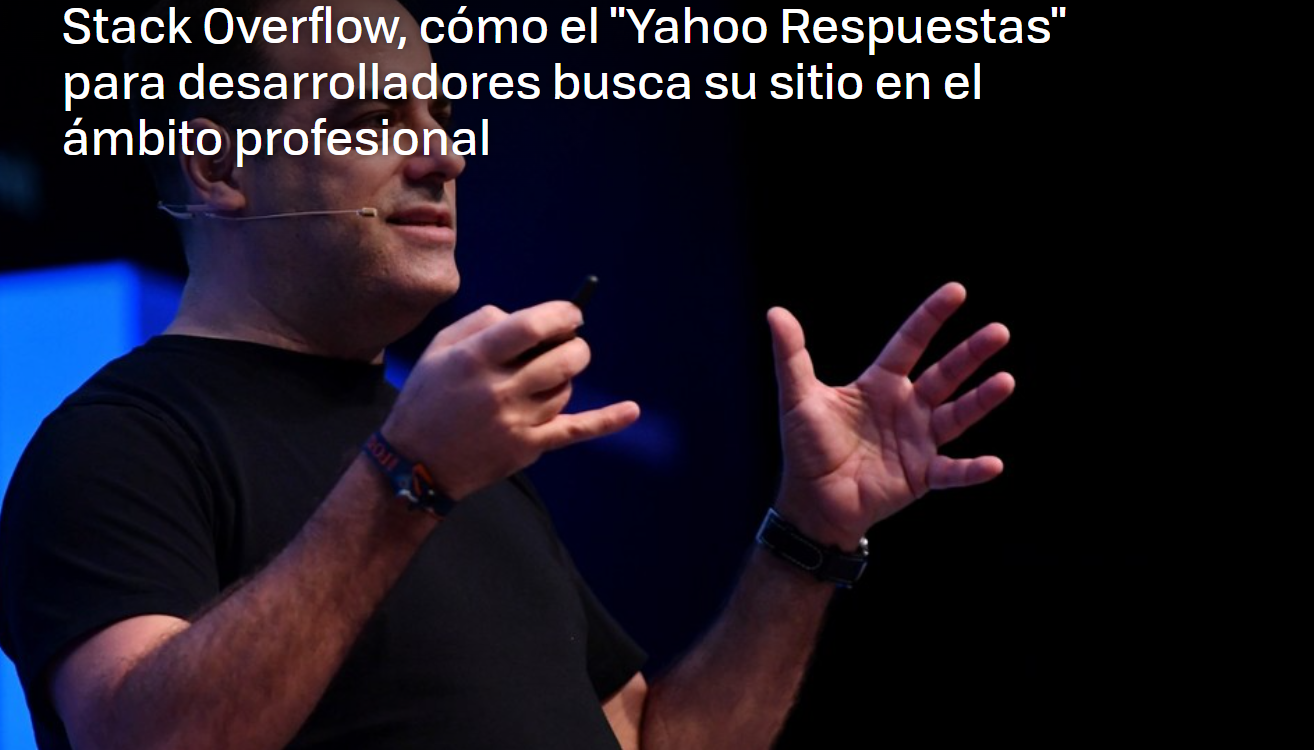 Stack Overflow, cómo el "Yahoo Respuestas"
para desarrolladores busca su sitio en el
ámbito profesional